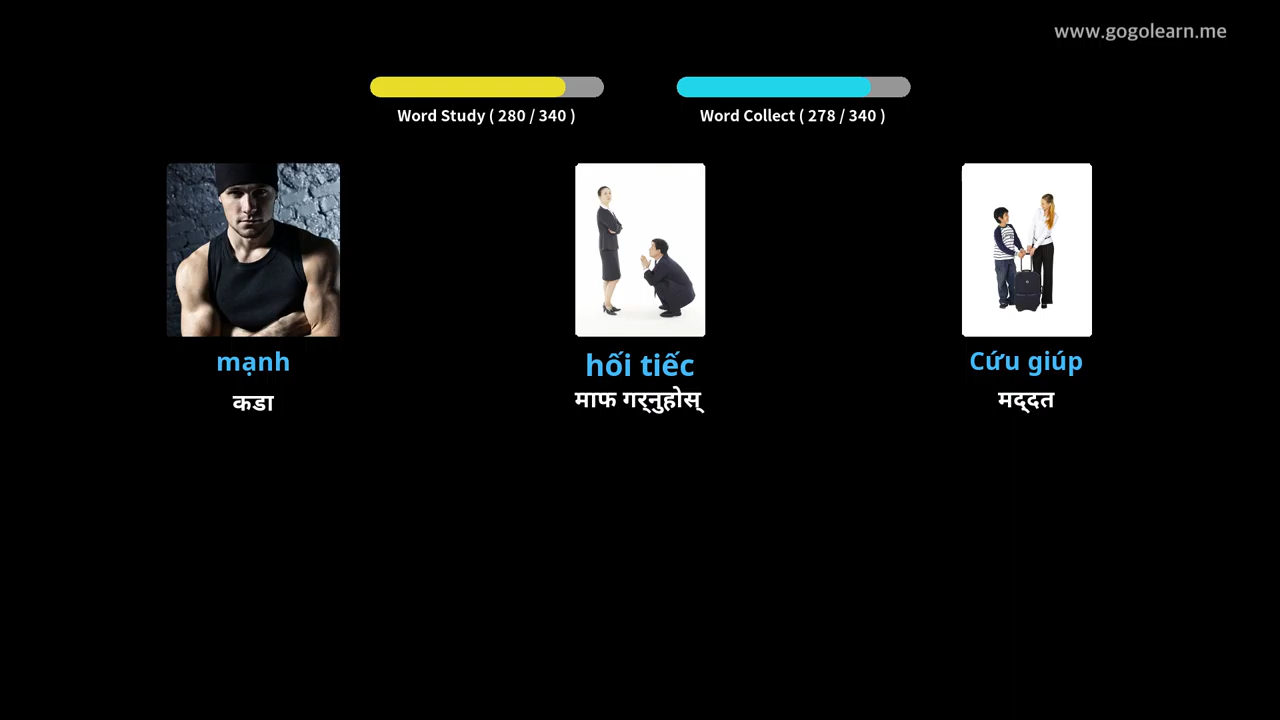 www.gogolearn.me
Word Study ( 280 / 340 )
Word Collect ( 278 / 340 )
mạnh
कडा
hối tiếc
माफ गर्नुहोस्
Cứu giúp
मद्दत